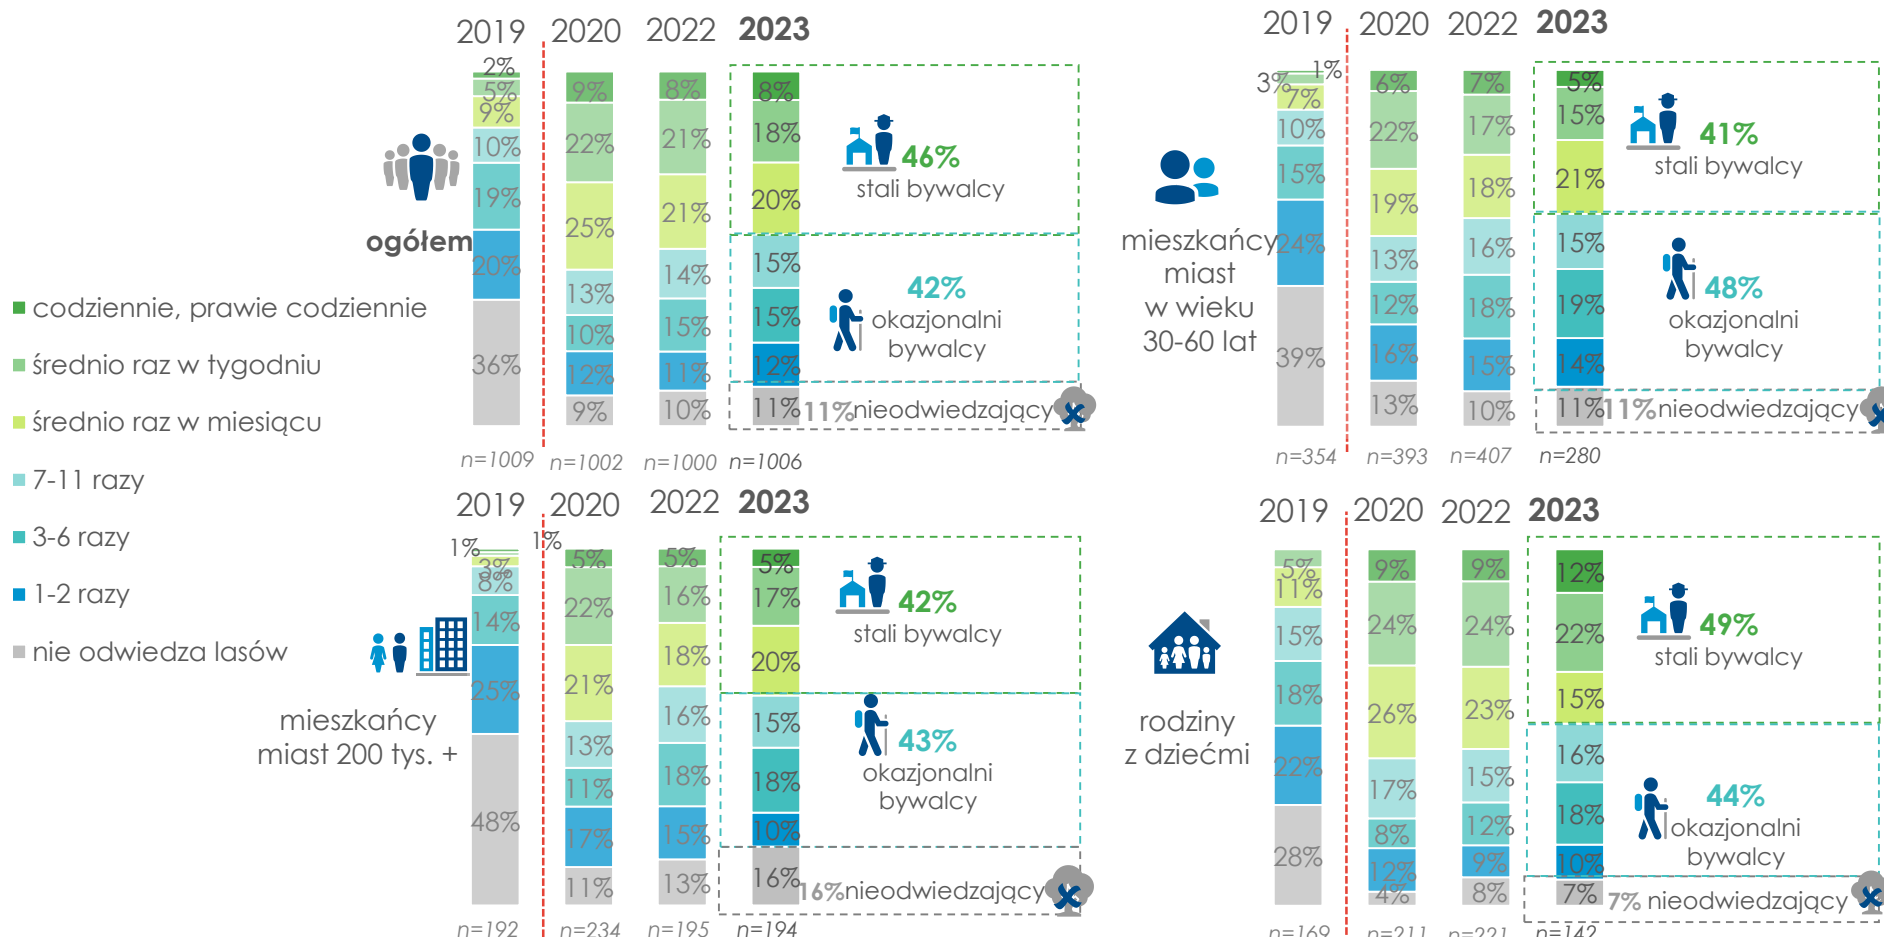 2019 2020 2022 2023
2%
5% 9% 8% 8%
9%
10% 22% 21% 18%
19% 25% 21% 20%
20% 13% 14% 15%
36% 10% 15% 15%
12% 11% 12%
9% 10% 11%
ogółem
46%
stali bywalcy
42%
okazjonalni
bywalcy
11% nieodwiedzający
n=1009 n=1002 n=1000 n=1006
codziennie, prawie codziennie
średnio raz w tygodniu
średnio raz w miesiącu
7-11 razy
3-6 razy
1-2 razy
nie odwiedza lasów
2019 2020 2022 2023
1%
3% 6% 7% 5%
7% 22% 17% 15%
10% 19% 18% 21%
15% 13% 16% 15%
24% 12% 18% 19%
39% 16% 15% 14%
13% 10% 11%
mieszkańcy
miast
w wieku
30-60 lat
41%
stali bywalcy
48%
okazjonalni
bywalcy
11% nieodwiedzający
n=354 n=393 n=407 n=280
2019 2020 2022 2023
1% 1%
3% 5% 5% 5%
8% 22% 16% 17%
14% 21% 18% 20%
25% 13% 16% 15%
48% 11% 18% 18%
17% 15% 10%
11% 13% 16%
mieszkańcy
miast 200 tys. +
42%
stali bywalcy
43%
okazjonalni
bywalcy
16% nieodwiedzający
n=192 n=234 n=195 n=194
2019 2020 2022 2023
5% 9% 9% 12%
11% 24% 24% 22%
15% 26% 23% 15%
18% 17% 15% 16%
22% 8% 12% 18%
28% 12% 9% 10%
4% 8% 7%
rodziny
z dziećmi
49%
stali bywalcy
44%
okazjonalni
bywalcy
7% nieodwiedzający
n=169 n=211 n=221 n=142